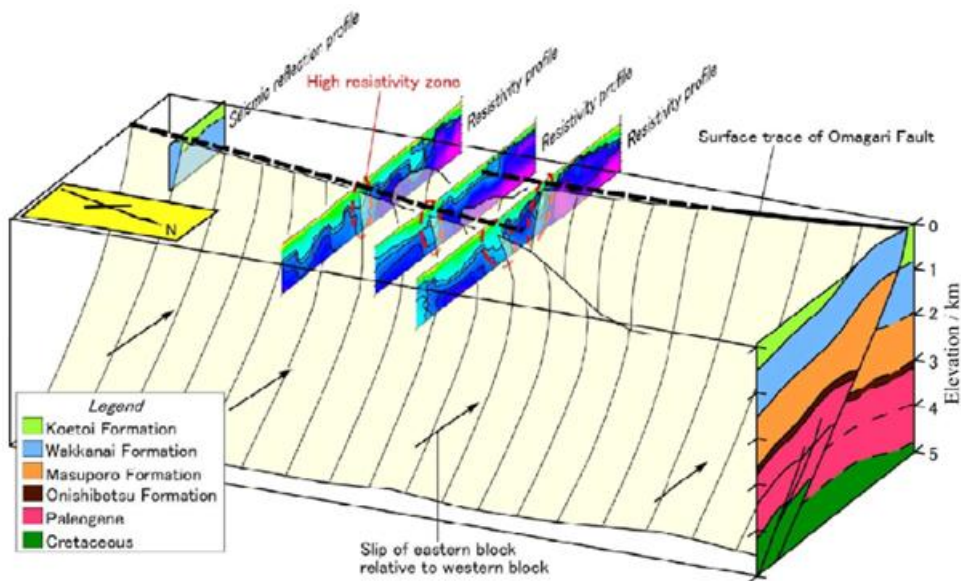 Seismic reflection profile
High resistivity zone
Resistivity profile
Resistivity profile
Resistivity profile
Surface trace of Omagari Fault
N
0
1
2
3
4
5
Elevation / km
Legend
Koetoi Formation
Wakkanai Formation
Masuporo Formation
Onishibetsu Formation
Paleogene
Cretaceous
Slip of eastern block
relative to western block